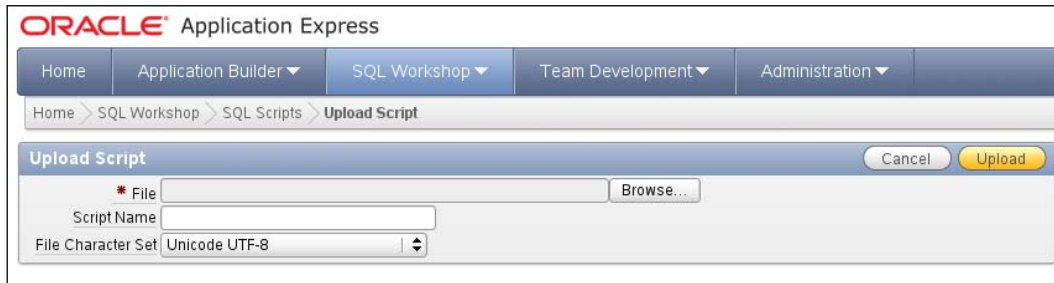 ORACLE Application Express
Home Application Builder SQL Workshop Team Development Administration
Home SQL Workshop SQL Scripts Upload Script
Upload Script Cancel Upload
* File Browse...
Script Name
File Character Set Unicode UTF-8